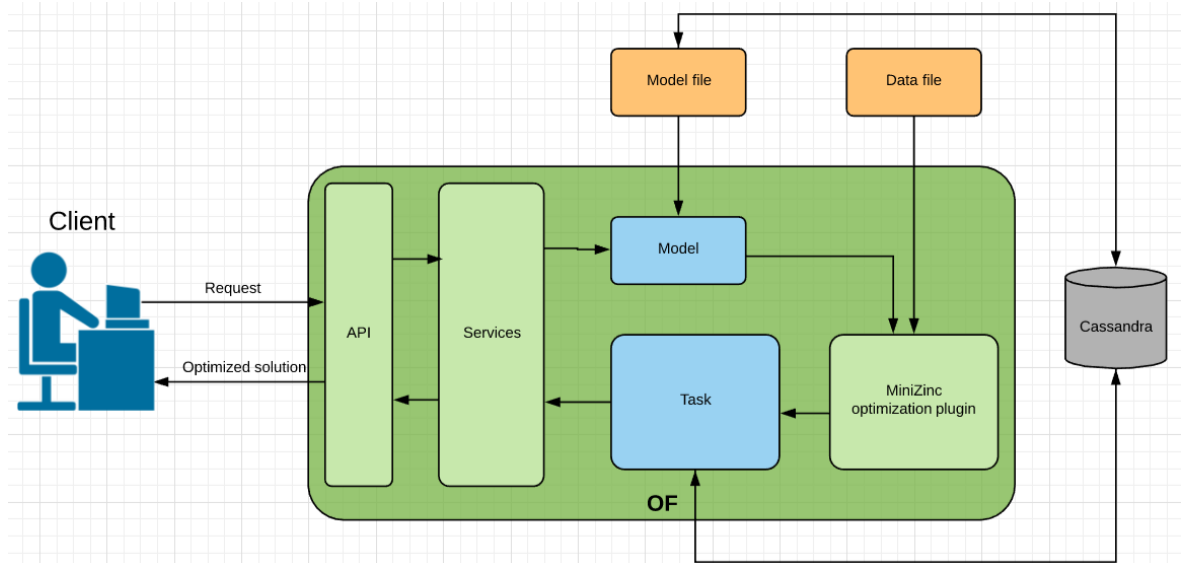 Model file
Data file
Client
Model
Request
API
Services
Cassandra
Optimized solution
Task
MiniZinc
optimization plugin
OF